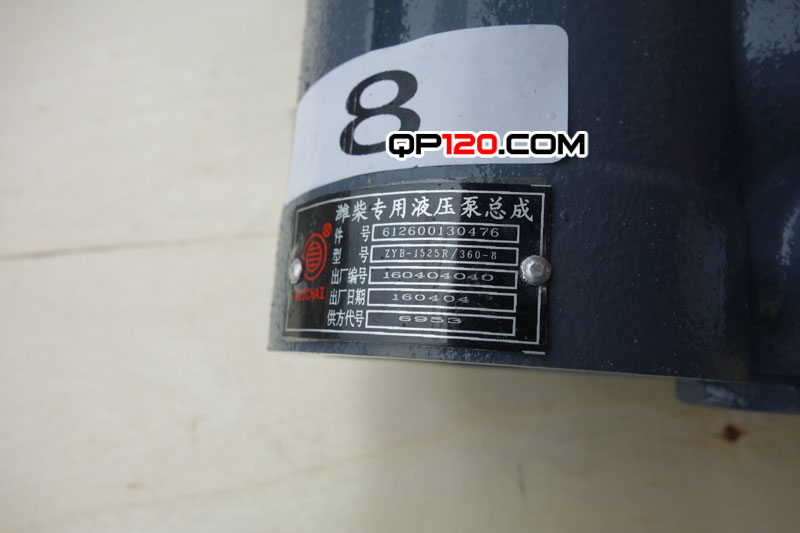 8
QP120.COM
潍柴专用液压泵总成
件 号 612600130476
型 号 ZYB-1525R/360-8
出厂编号 160404040
出厂日期 160404
供方代号 6953
WEICHAI